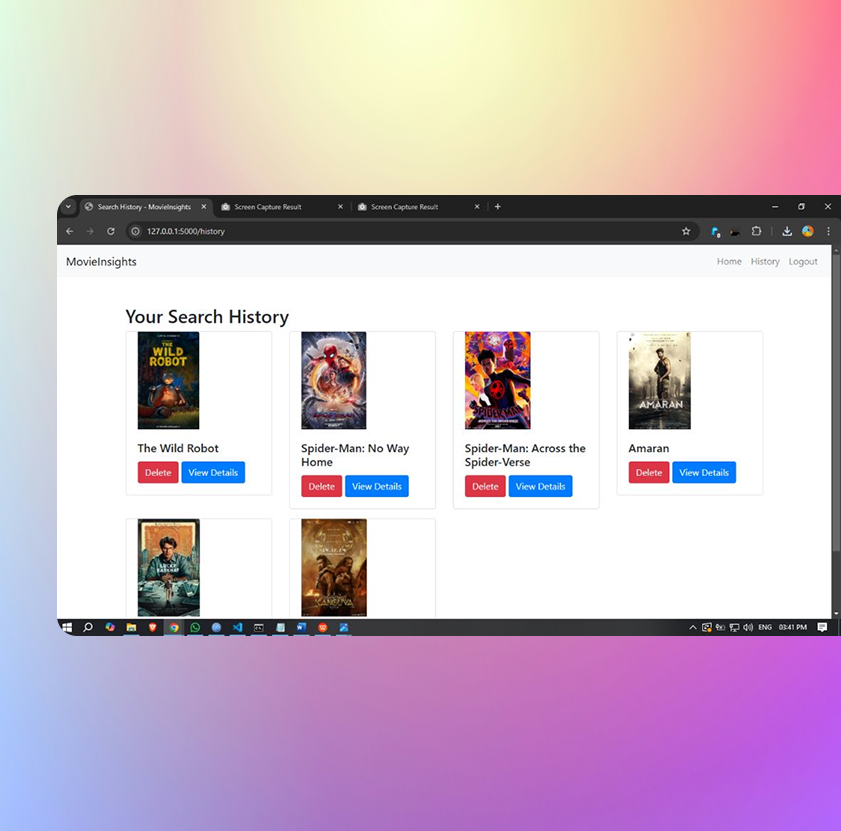 Search History - MovieInsights
Screen Capture Result
Screen Capture Result
127.0.0.1:5000/history
MovieInsights
Home History Logout
Your Search History
THE
WILD
ROBOT
AMARAN
The Wild Robot
Spider-Man: No Way
Home
Spider-Man: Across the
Spider-Verse
Amaran
Delete View Details
Delete View Details
Delete View Details
Delete View Details
LUCKY
BASKHAR
KANGUVA
ENG 03:41 PM